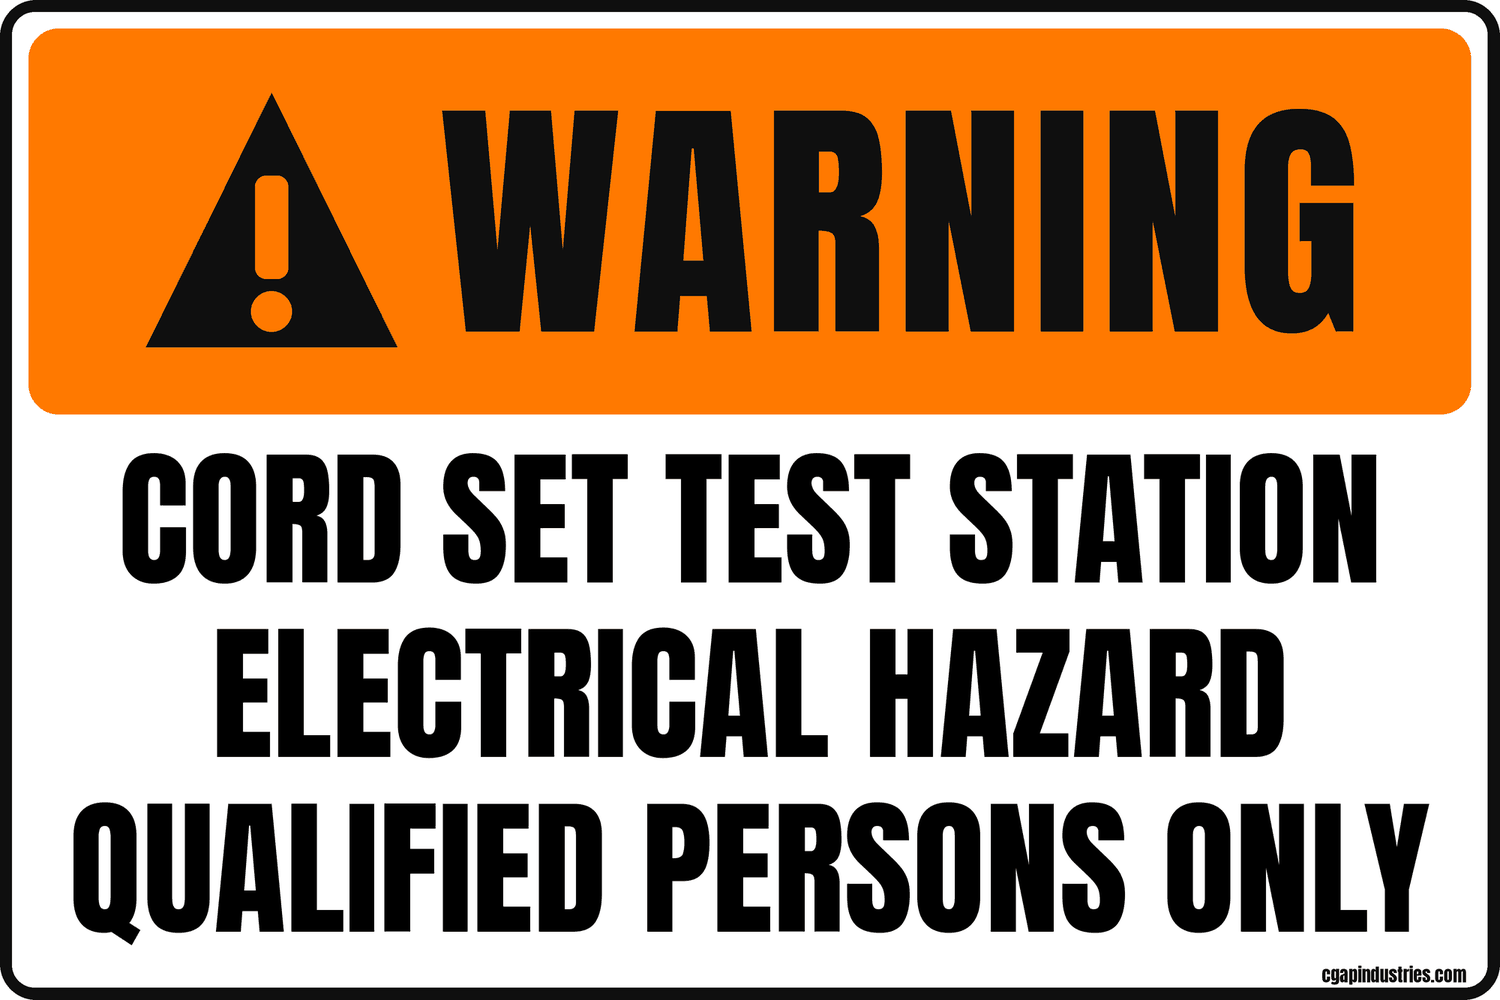 WARNING
CORD SET TEST STATION
ELECTRICAL HAZARD
QUALIFIED PERSONS ONLY
cgapindustries.com